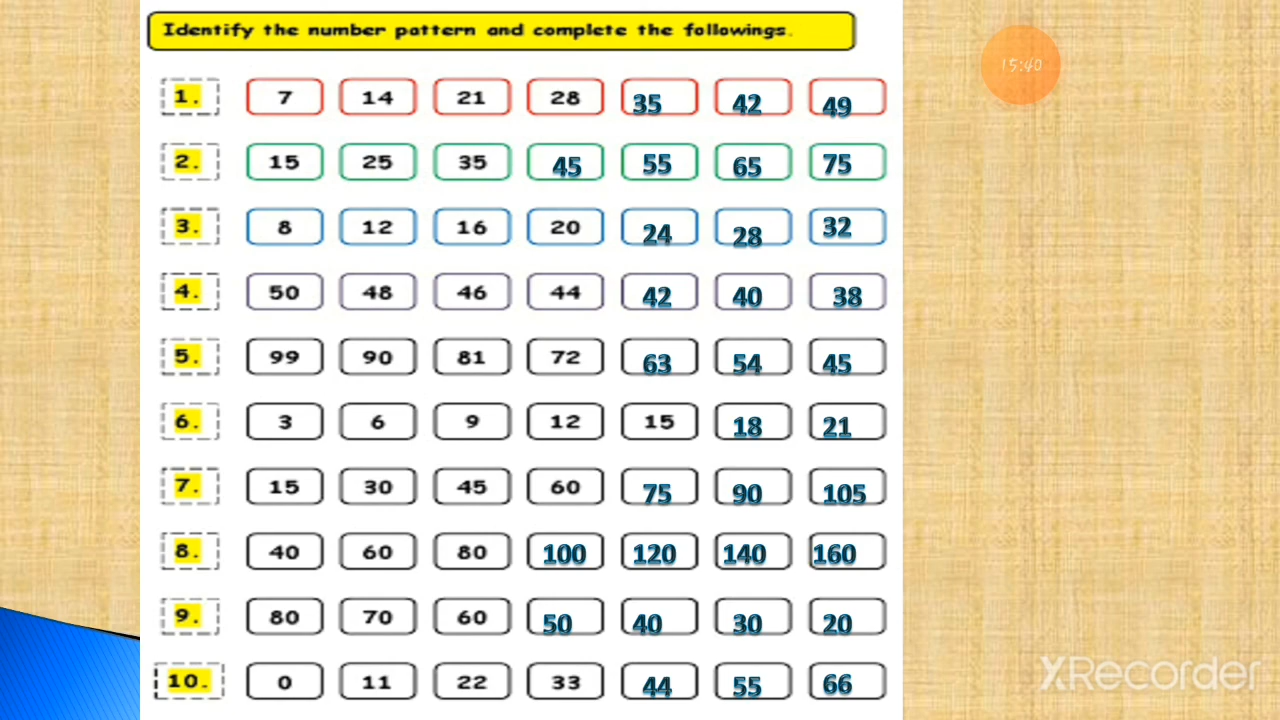 Identify the number pattern and complete the followings.
15:40
1. 7 14 21 28 35 42 49
2. 15 25 35 45 55 65 75
3. 8 12 16 20 24 28 32
4. 50 48 46 44 42 40 38
5. 99 90 81 72 63 54 45
6. 3 6 9 12 15 18 21
7. 15 30 45 60 75 90 105
8. 40 60 80 100 120 140 160
9. 80 70 60 50 40 30 20
10. 0 11 22 33 44 55 66
XRecorder